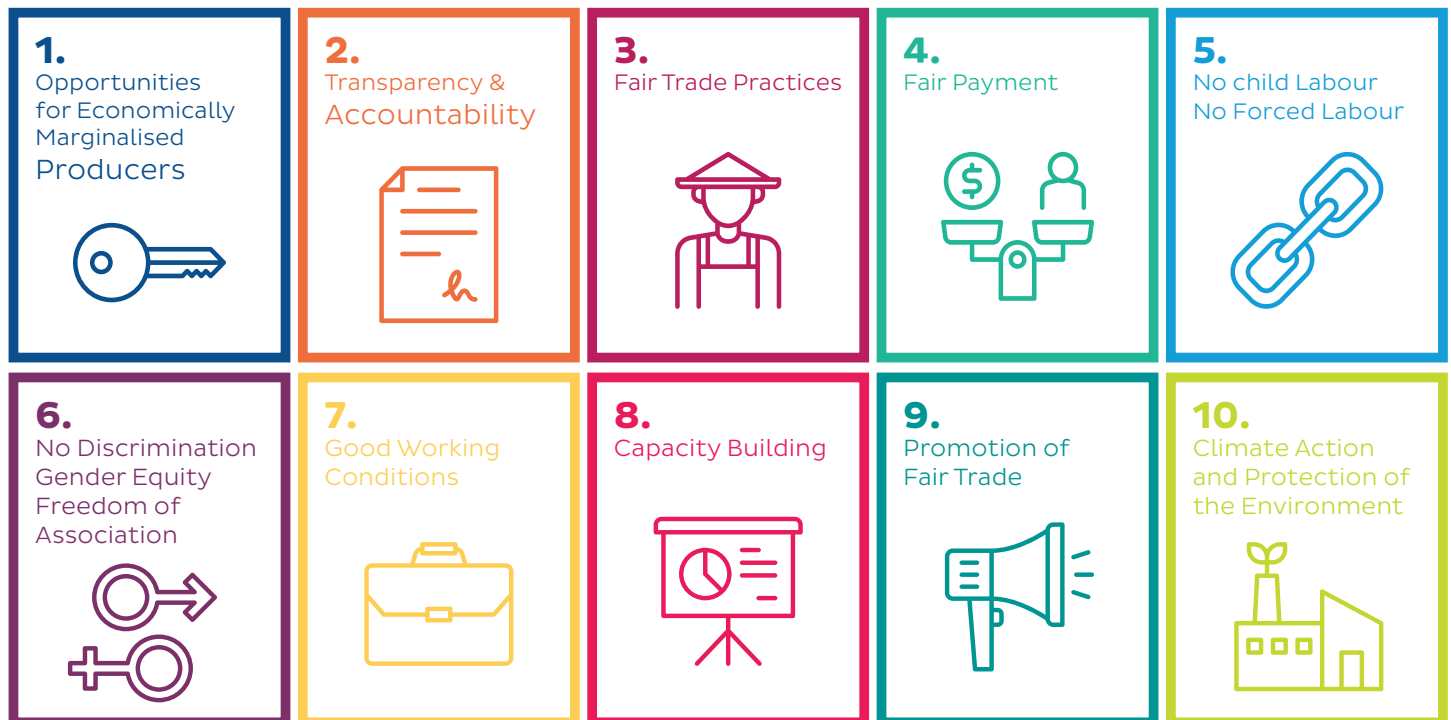 1.
Opportunities
for Economically
Marginalised
Producers
2.
Transparency &
Accountability
3.
Fair Trade Practices
4.
Fair Payment
$
5.
No child Labour
No Forced Labour
6.
No Discrimination
Gender Equity
Freedom of
Association
7.
Good Working
Conditions
8.
Capacity Building
9.
Promotion of
Fair Trade
10.
Climate Action
and Protection of
the Environment